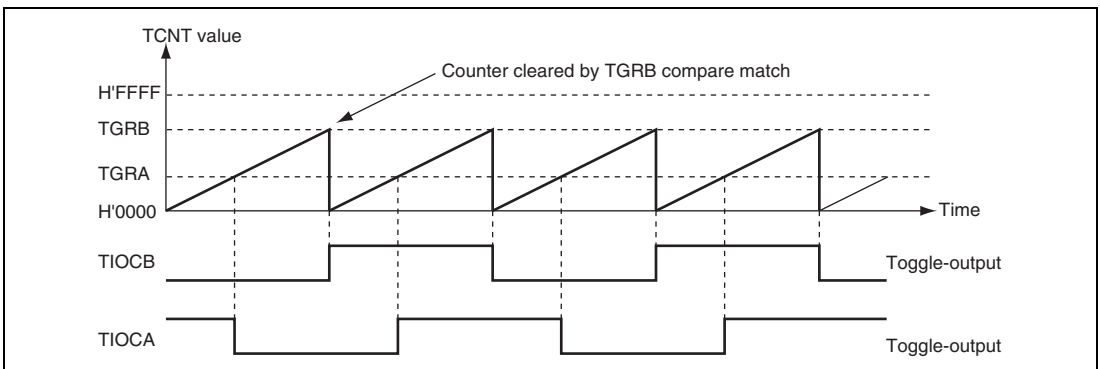 TCNT value
Counter cleared by TGRB compare match
H'FFFF
TGRB
TGRA
H'0000
Time
TIOCB
Toggle-output
TIOCA
Toggle-output